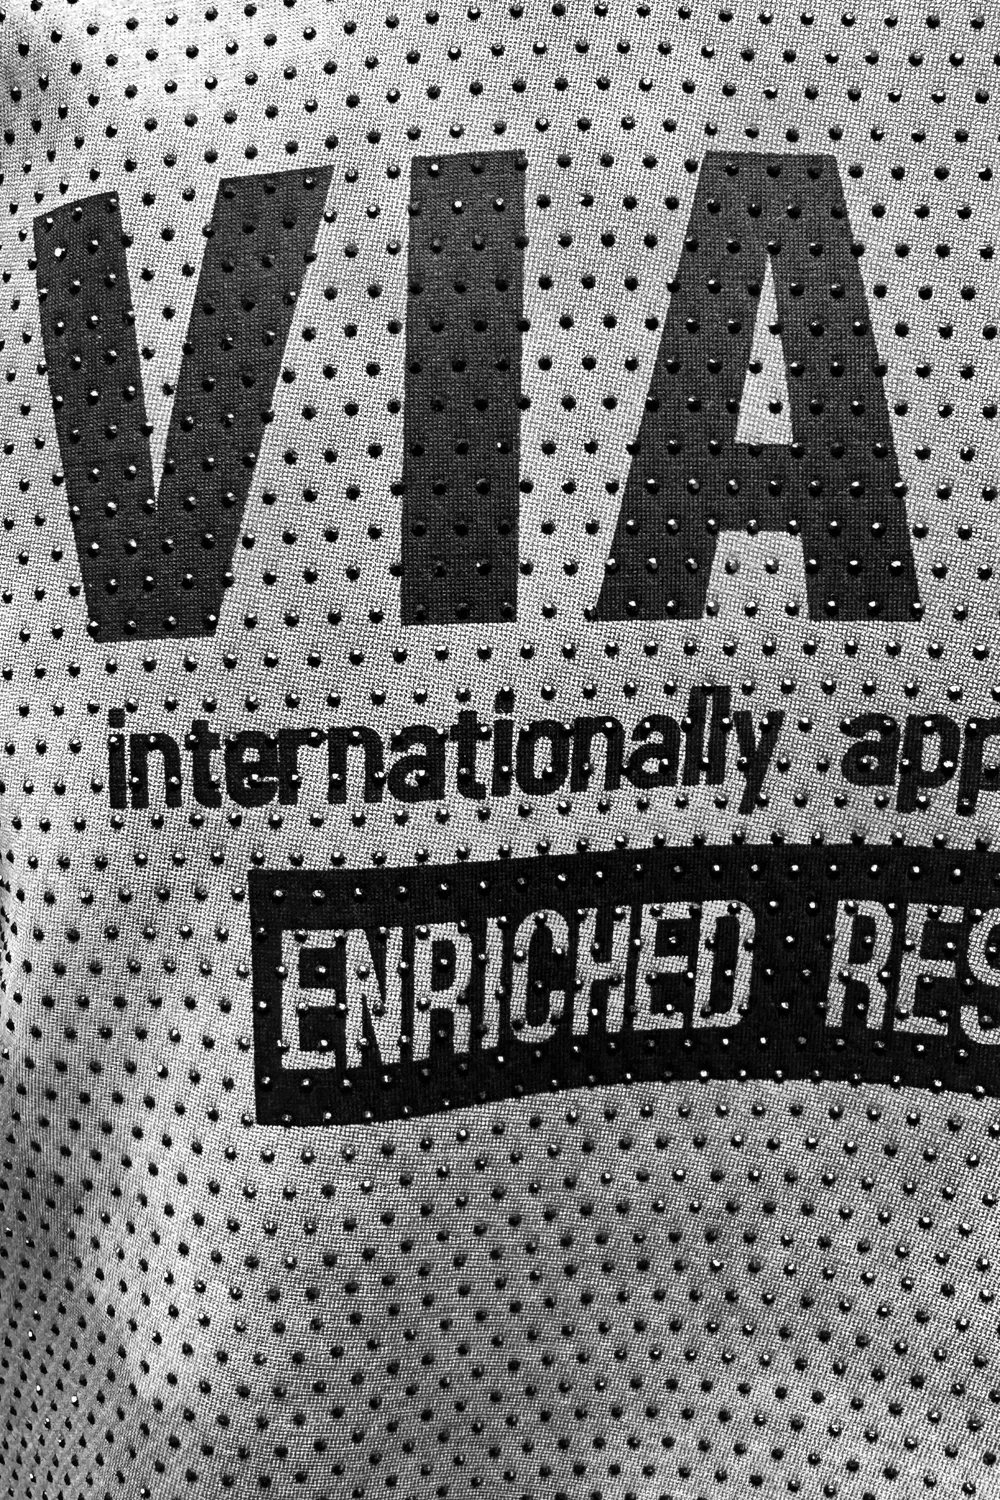 VIA
internationally app
ENRICHED RES